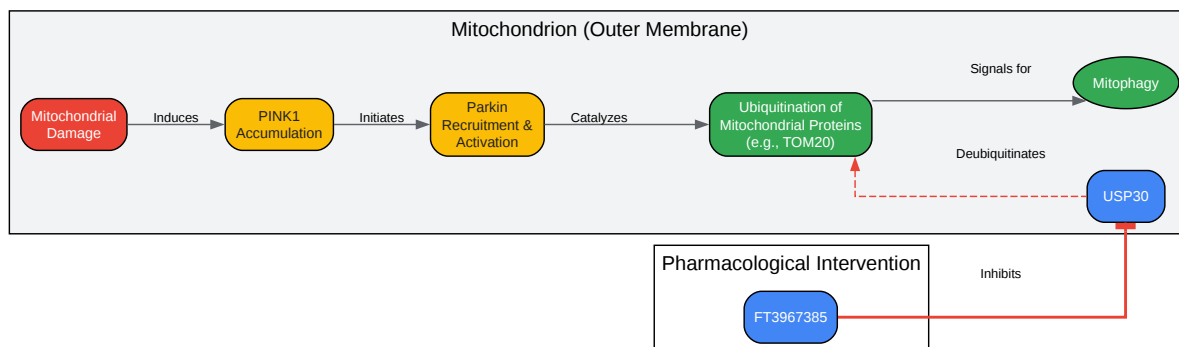 Mitochondrion (Outer Membrane)
Mitochondrial
Damage
Induces
PINK1
Accumulation
Initiates
Parkin
Recruitment &
Activation
Catalyzes
Ubiquitination of
Mitochondrial Proteins
(e.g., TOM20)
Signals for
Mitophagy
Deubiquitinates
USP30
Pharmacological Intervention
FT3967385
Inhibits